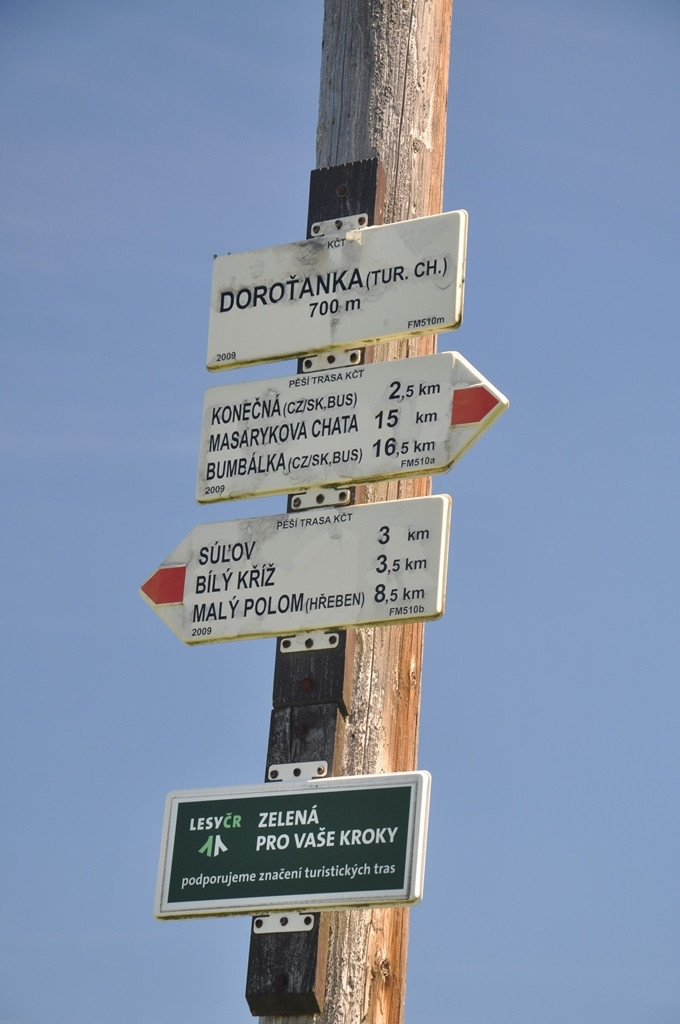 KČT
DOROŤANKA (TUR. CH.)
700 m
2009 FM510m
PĚŠÍ TRASA KČT
KONEČNÁ (CZ/SK,BUS) 2,5 km
MASARYKOVA CHATA 15 km
BUMBÁLKA (CZ/SK,BUS) 16,5 km
2009 FM510a
PĚŠÍ TRASA KČT
SÚĽOV 3 km
BÍLÝ KŘÍŽ 3,5 km
MALÝ POLOM (HŘEBEN) 8,5 km
2009 FM510b
LESYČR ZELENÁ
PRO VAŠE KROKY
podporujeme značení turistických tras